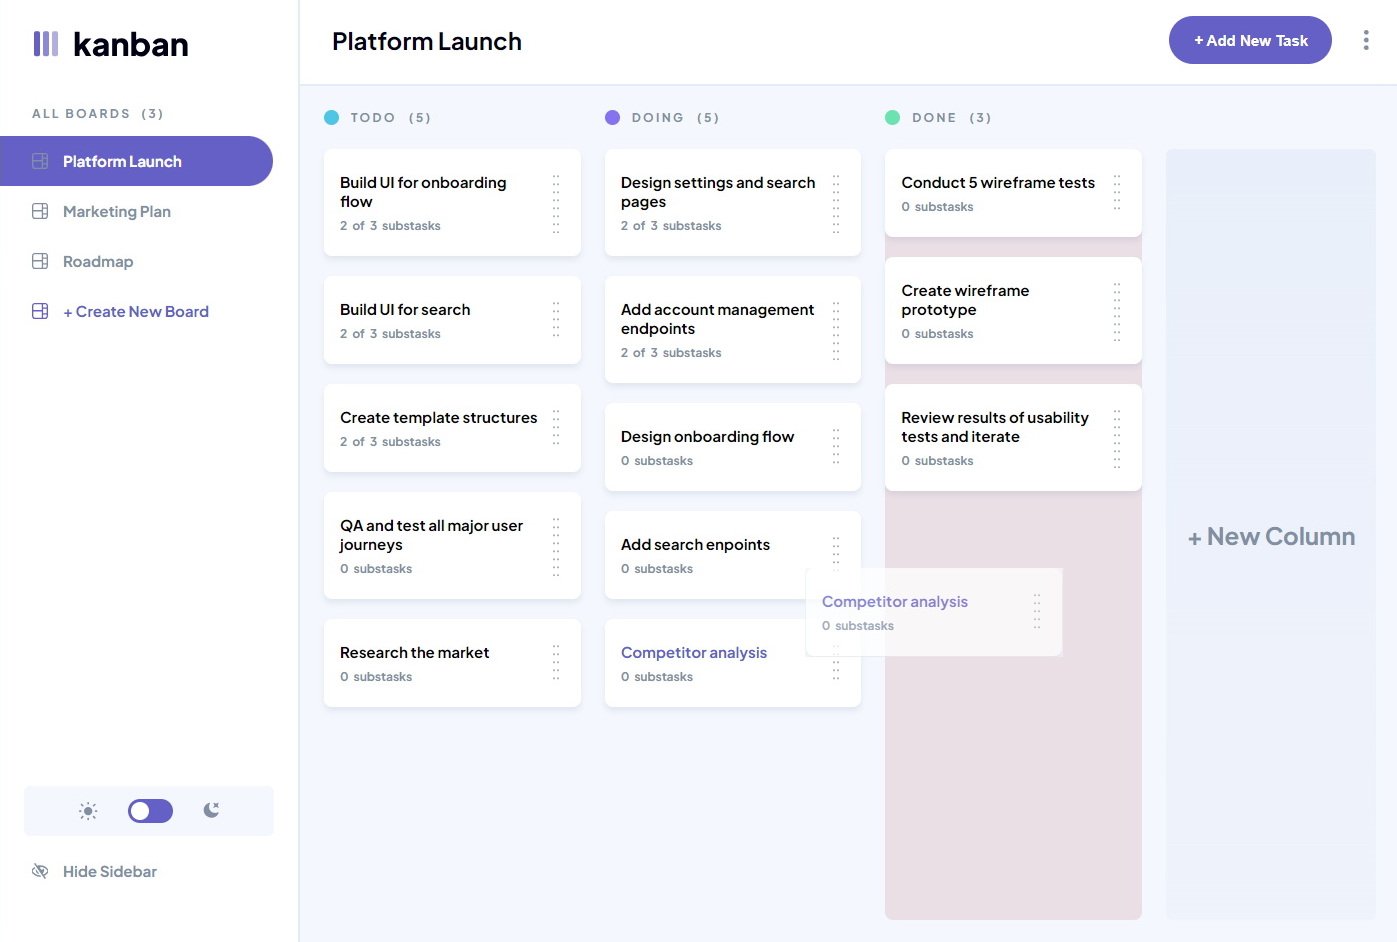 kanban
ALL BOARDS (3)
Platform Launch
Marketing Plan
Roadmap
+ Create New Board
Hide Sidebar
Platform Launch
+ Add New Task
TODO (5)
Build UI for onboarding
flow
2 of 3 substasks
Build UI for search
2 of 3 substasks
Create template structures
2 of 3 substasks
QA and test all major user
journeys
0 substasks
Research the market
0 substasks
DOING (5)
Design settings and search
pages
2 of 3 substasks
Add account management
endpoints
2 of 3 substasks
Design onboarding flow
0 substasks
Add search enpoints
0 substasks
Competitor analysis
0 substasks
Competitor analysis
0 substasks
DONE (3)
Conduct 5 wireframe tests
0 substasks
Create wireframe
prototype
0 substasks
Review results of usability
tests and iterate
0 substasks
+ New Column